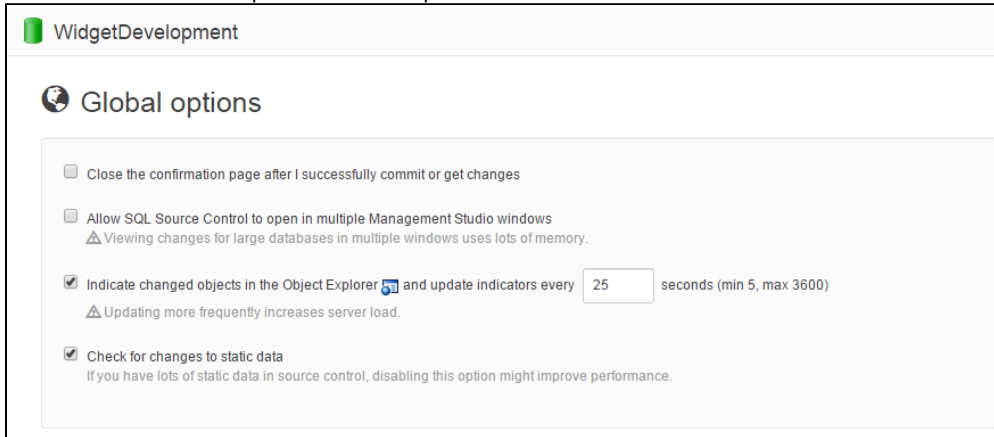 WidgetDevelopment
Global options
Close the confirmation page after I successfully commit or get changes
Allow SQL Source Control to open in multiple Management Studio windows
Viewing changes for large databases in multiple windows uses lots of memory.
Indicate changed objects in the Object Explorer and update indicators every 25 seconds (min 5, max 3600)
Updating more frequently increases server load.
Check for changes to static data
If you have lots of static data in source control, disabling this option might improve performance.